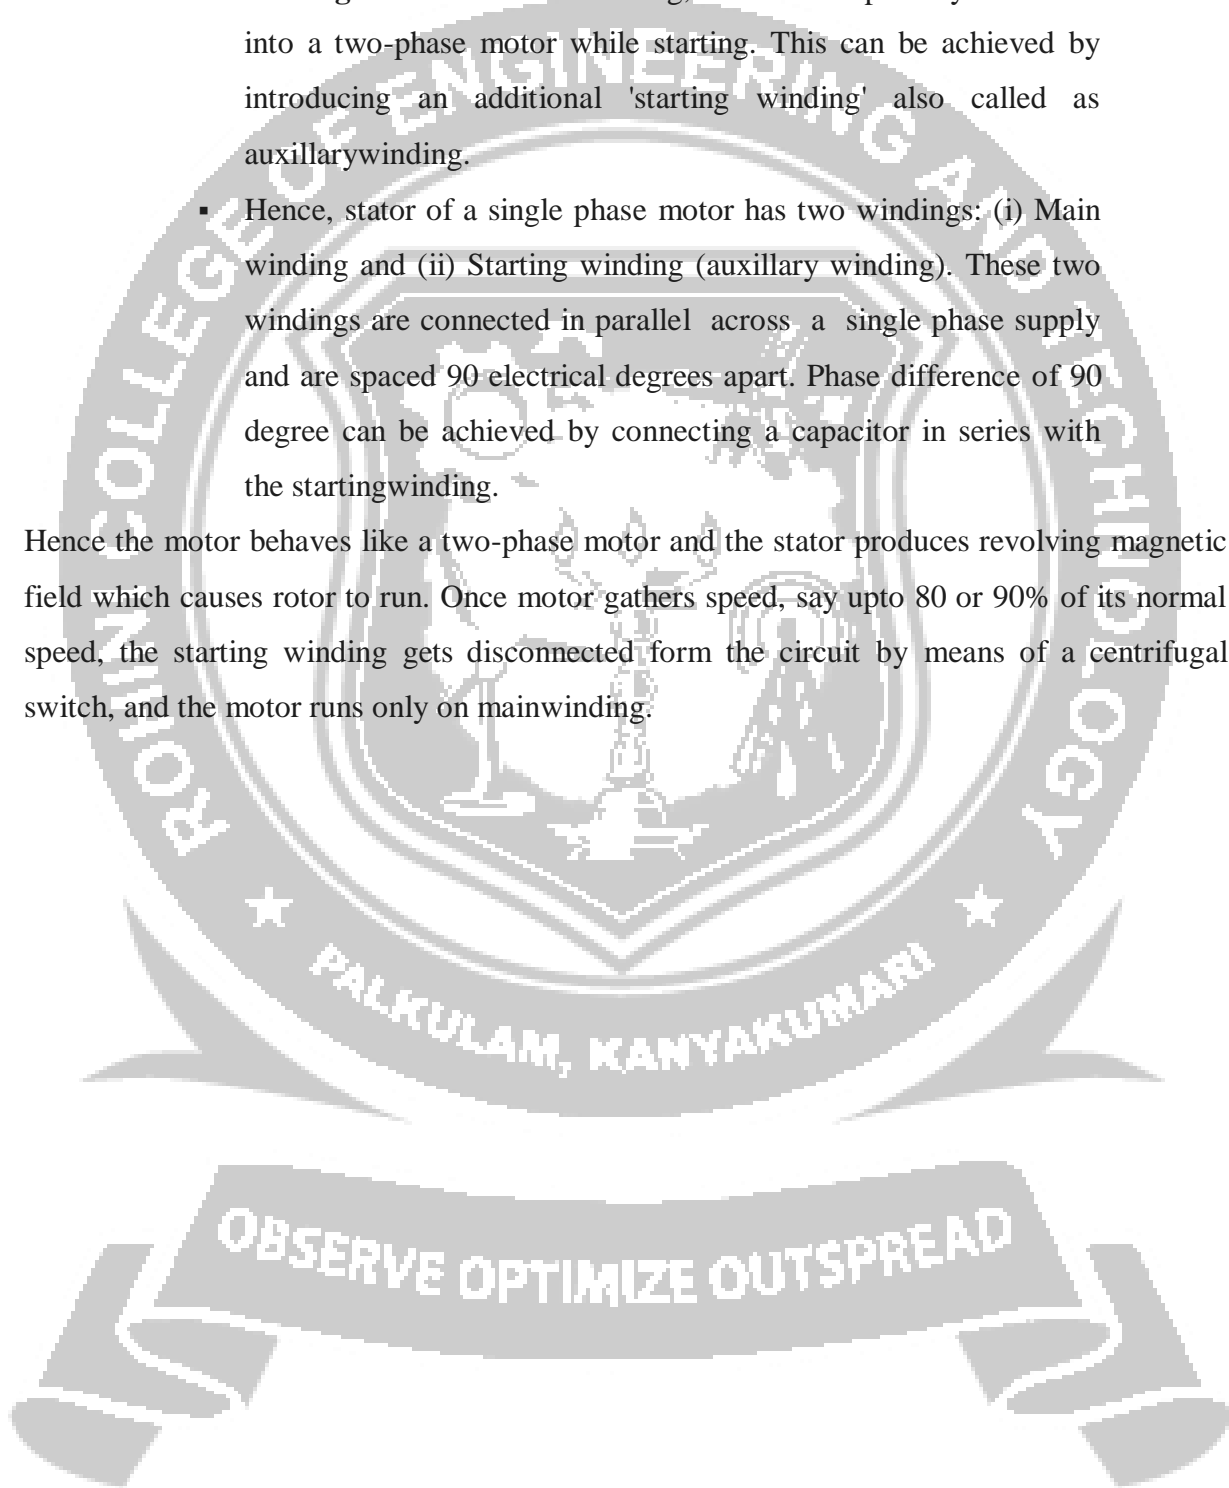 into a two-phase motor while starting. This can be achieved by
introducing an additional 'starting winding' also called as
auxillarywinding.
▪ Hence, stator of a single phase motor has two windings: (i) Main
winding and (ii) Starting winding (auxillary winding). These two
windings are connected in parallel across a single phase supply
and are spaced 90 electrical degrees apart. Phase difference of 90
degree can be achieved by connecting a capacitor in series with
the startingwinding.
Hence the motor behaves like a two-phase motor and the stator produces revolving magnetic
field which causes rotor to run. Once motor gathers speed, say upto 80 or 90% of its normal
speed, the starting winding gets disconnected form the circuit by means of a centrifugal
switch, and the motor runs only on mainwinding.
ROHINI COLLEGE OF ENGINEERING AND TECHNOLOGY
PALKULAM, KANYAKUMARI
OBSERVE OPTIMIZE OUTSPREAD